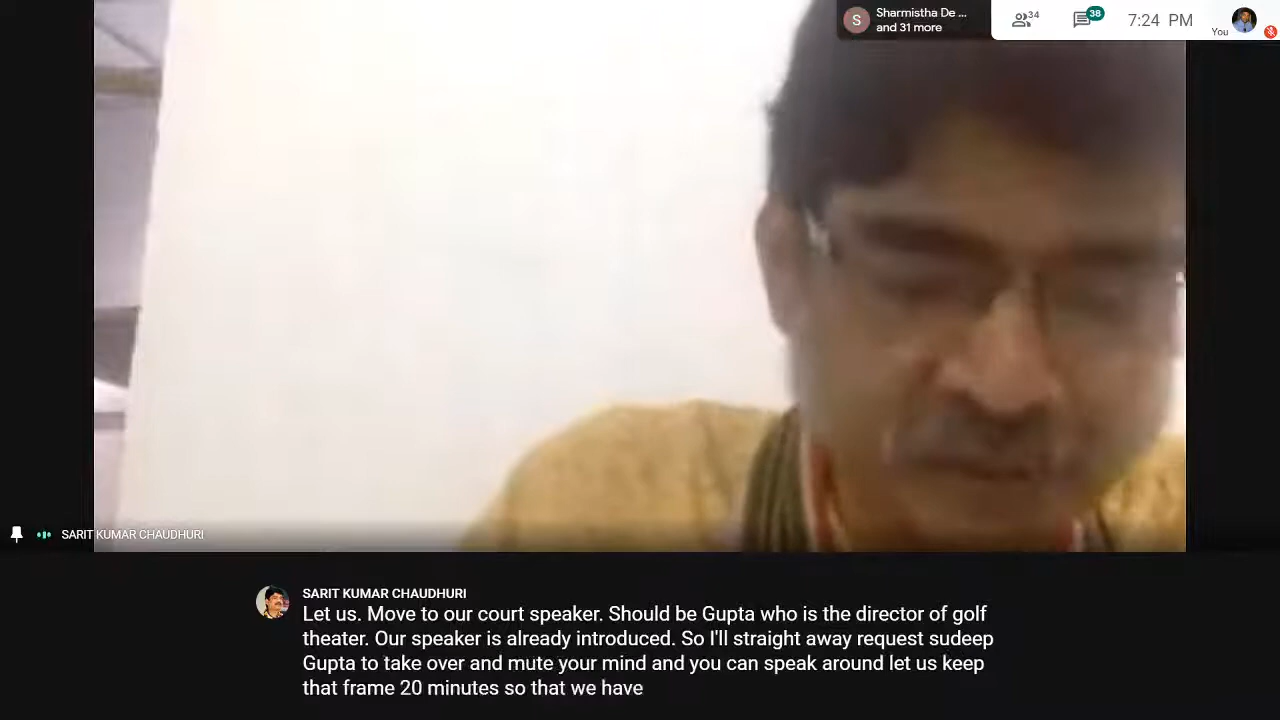 S
Sharmistha De ...
and 31 more
34
38
7:24 PM
You
SARIT KUMAR CHAUDHURI
SARIT KUMAR CHAUDHURI
Let us. Move to our court speaker. Should be Gupta who is the director of golf
theater. Our speaker is already introduced. So I'll straight away request sudeep
Gupta to take over and mute your mind and you can speak around let us keep
that frame 20 minutes so that we have